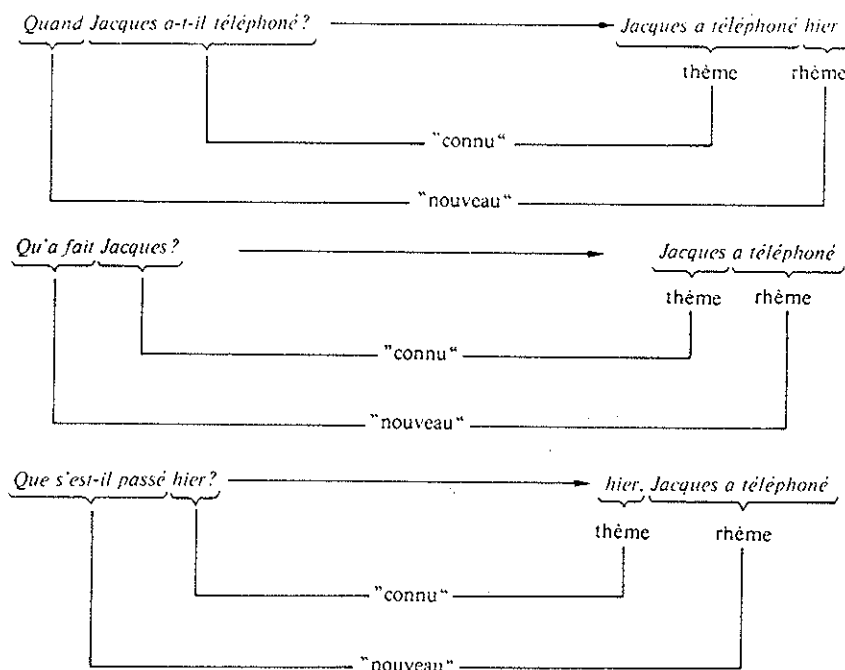 Quand Jacques a-t-il téléphoné? Jacques a téléphoné hier
thème rhème
"connu“
"nouveau“
Qu'a fait Jacques? Jacques a téléphoné
thème rhème
"connu“
"nouveau“
Que s'est-il passé hier? hier, Jacques a téléphoné
thème rhème
"connu“
"nouveau“